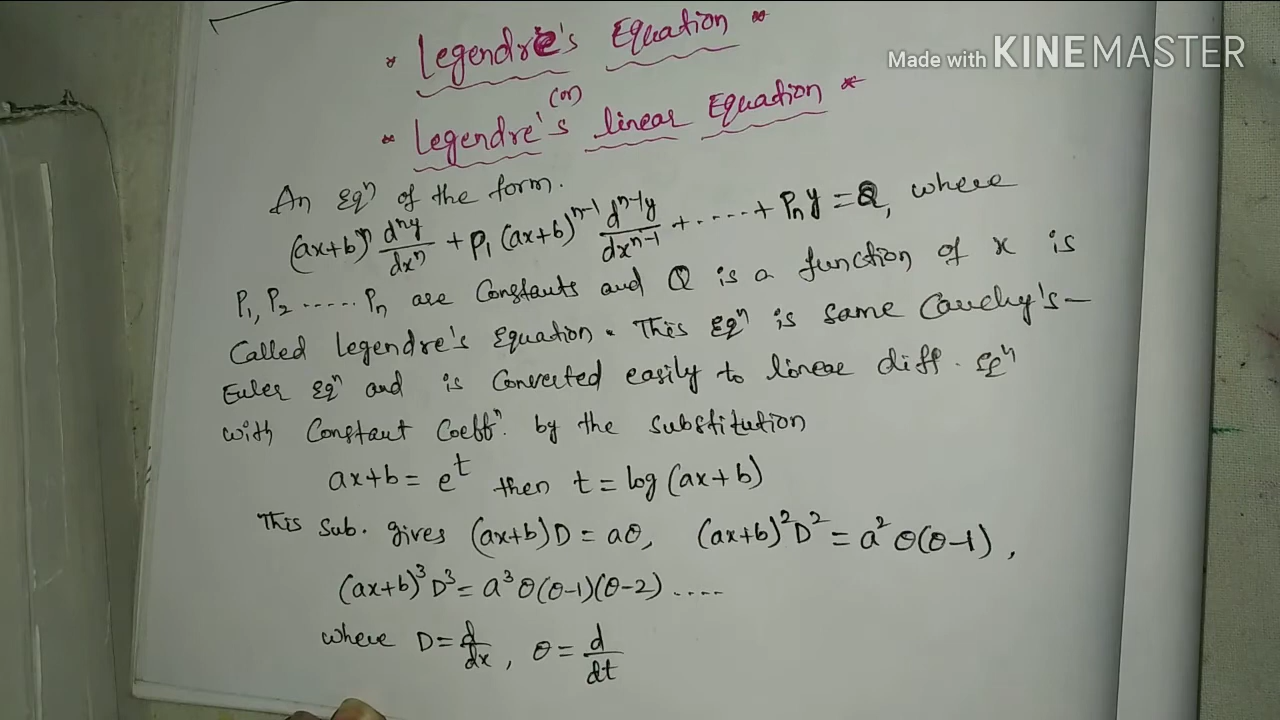 * Legendre's Equation *
Made with KINEMASTER
(or)
* Legendre's linear Equation *
An Eqⁿ of the form.
(ax+b)ⁿ dⁿy/dxⁿ + P₁ (ax+b)ⁿ⁻¹ dⁿ⁻¹y/dxⁿ⁻¹ + ..... + Pₙy = Q, where
P₁, P₂ ..... Pₙ are Constants and Q is a function of x is
Called Legendre's Equation. This Eqⁿ is same Cauchy's-
Euler Eqⁿ and is Converted easily to linear diff. Eqⁿ
with Constant Coeffⁿ. by the substitution
ax+b = eᵗ then t = log (ax+b)
This Sub. gives (ax+b)D = aθ, (ax+b)²D² = a²θ(θ-1),
(ax+b)³D³ = a³θ(θ-1)(θ-2) ....
where D = d/dx, θ = d/dt